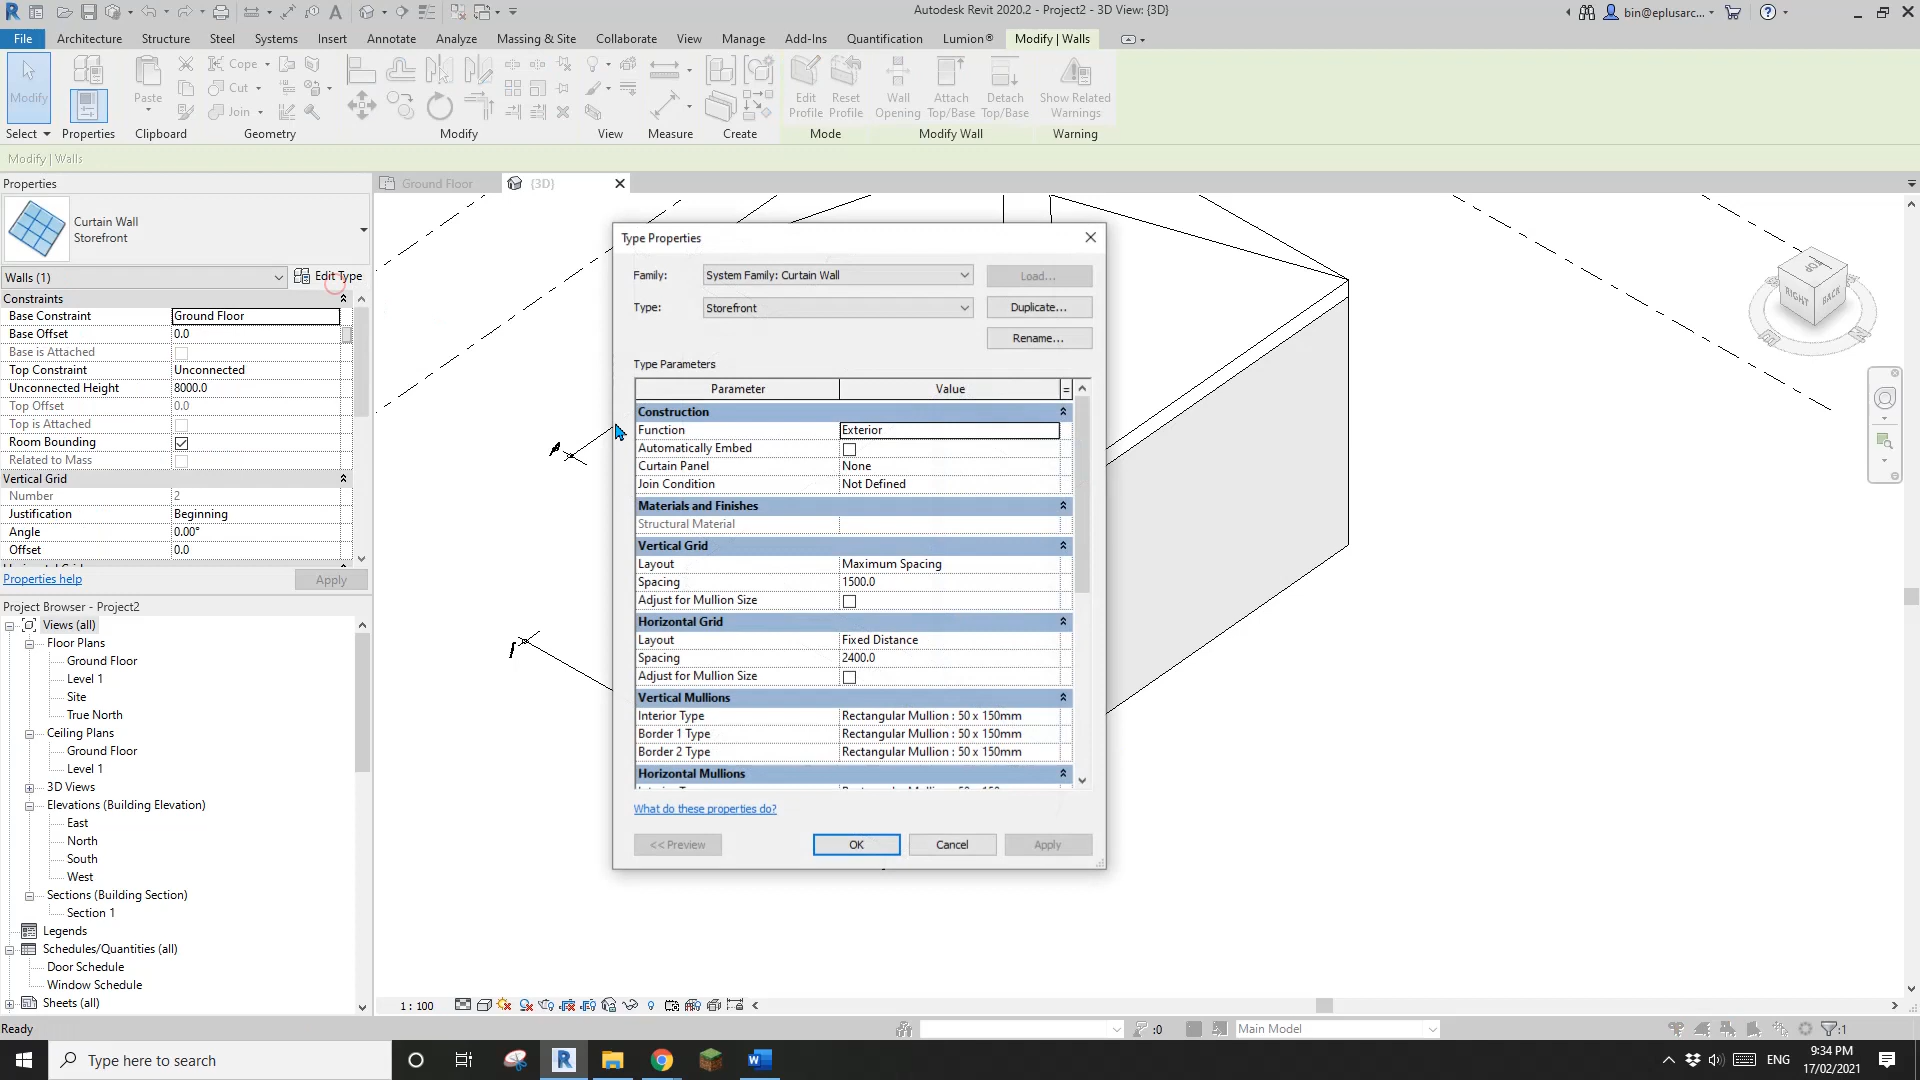 Autodesk Revit 2020.2 - Project2 - 3D View: {3D}
bin@eplusarc...
File Architecture Structure Steel Systems Insert Annotate Analyze Massing & Site Collaborate View Manage Add-Ins Quantification Lumion® Modify | Walls
Modify
Paste
Cope
Cut
Join
Edit Profile
Reset Profile
Wall Opening
Attach Top/Base
Detach Top/Base
Show Related Warnings
Select Properties Clipboard Geometry Modify View Measure Create Mode Modify Wall Warning
Modify | Walls
Properties
Ground Floor
{3D}
Curtain Wall
Storefront
Walls (1)
Edit Type
Constraints
Base Constraint Ground Floor
Base Offset 0.0
Base is Attached
Top Constraint Unconnected
Unconnected Height 8000.0
Top Offset 0.0
Top is Attached
Room Bounding
Related to Mass
Vertical Grid
Number 2
Justification Beginning
Angle 0.00°
Offset 0.0
Properties help
Apply
Project Browser - Project2
Views (all)
Floor Plans
Ground Floor
Level 1
Site
True North
Ceiling Plans
Ground Floor
Level 1
3D Views
Elevations (Building Elevation)
East
North
South
West
Sections (Building Section)
Section 1
Legends
Schedules/Quantities (all)
Door Schedule
Window Schedule
Sheets (all)
Type Properties
Family: System Family: Curtain Wall Load...
Type: Storefront Duplicate...
Rename...
Type Parameters
Parameter Value =
Construction
Function Exterior
Automatically Embed
Curtain Panel None
Join Condition Not Defined
Materials and Finishes
Structural Material
Vertical Grid
Layout Maximum Spacing
Spacing 1500.0
Adjust for Mullion Size
Horizontal Grid
Layout Fixed Distance
Spacing 2400.0
Adjust for Mullion Size
Vertical Mullions
Interior Type Rectangular Mullion : 50 x 150mm
Border 1 Type Rectangular Mullion : 50 x 150mm
Border 2 Type Rectangular Mullion : 50 x 150mm
Horizontal Mullions
What do these properties do?
<< Preview OK Cancel Apply
TOP
RIGHT
BACK
1 : 100
Ready
:0
Main Model
:1
Type here to search
ENG
9:34 PM
17/02/2021